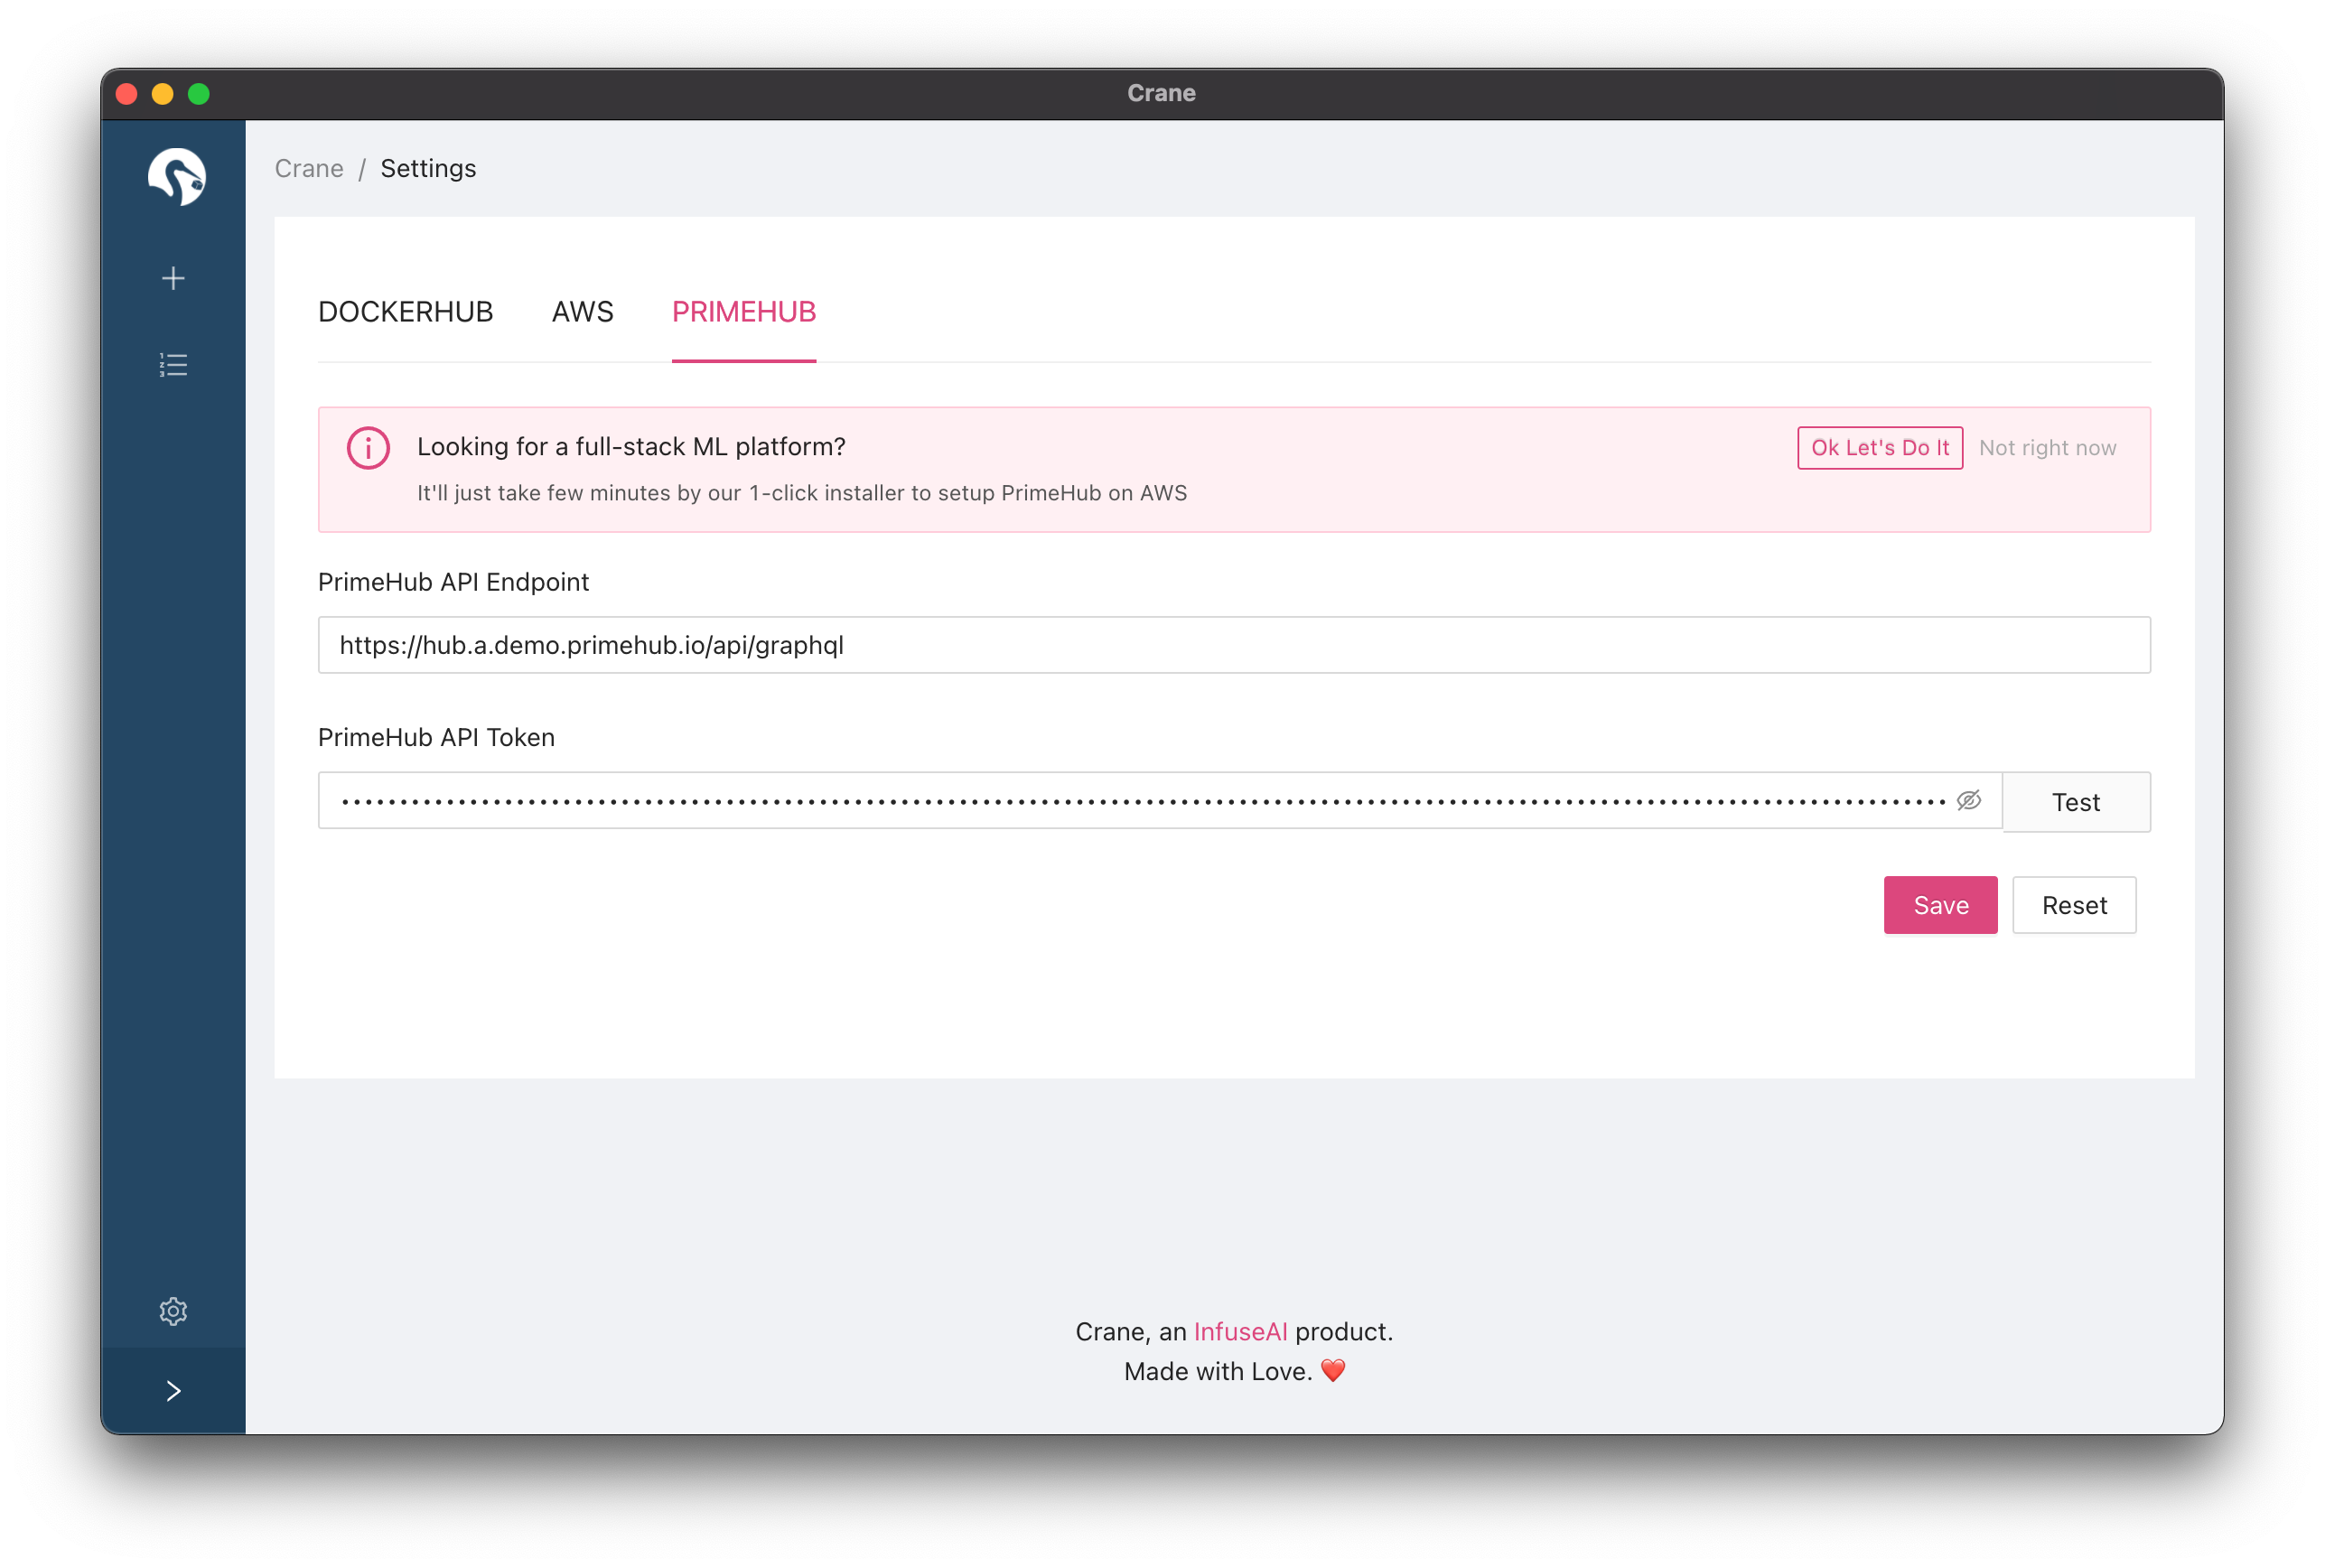 Crane
Crane / Settings
DOCKERHUB AWS PRIMEHUB
Looking for a full-stack ML platform?
Ok Let's Do It Not right now
It'll just take few minutes by our 1-click installer to setup PrimeHub on AWS
PrimeHub API Endpoint
https://hub.a.demo.primehub.io/api/graphql
PrimeHub API Token
Test
Save Reset
Crane, an InfuseAI product.
Made with Love. ❤️